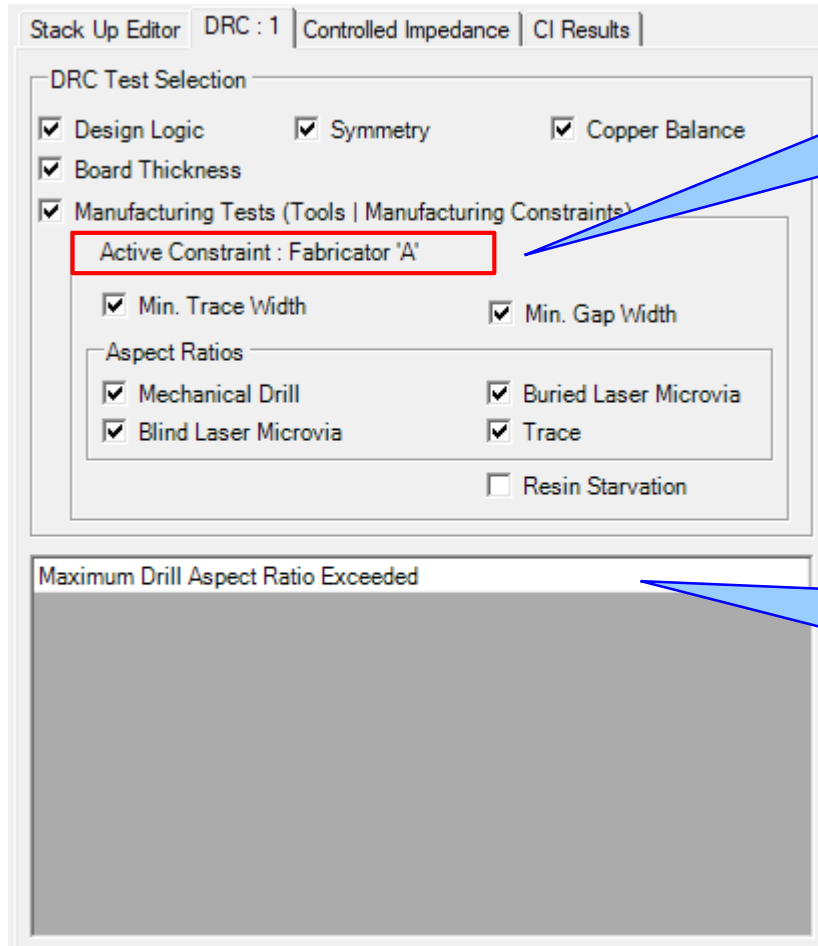 Stack Up Editor DRC : 1 Controlled Impedance CI Results
DRC Test Selection
Design Logic Symmetry Copper Balance
Board Thickness
Manufacturing Tests (Tools | Manufacturing Constraints)
Active Constraint : Fabricator 'A'
Min. Trace Width Min. Gap Width
Aspect Ratios
Mechanical Drill Buried Laser Microvia
Blind Laser Microvia Trace
Resin Starvation
Maximum Drill Aspect Ratio Exceeded